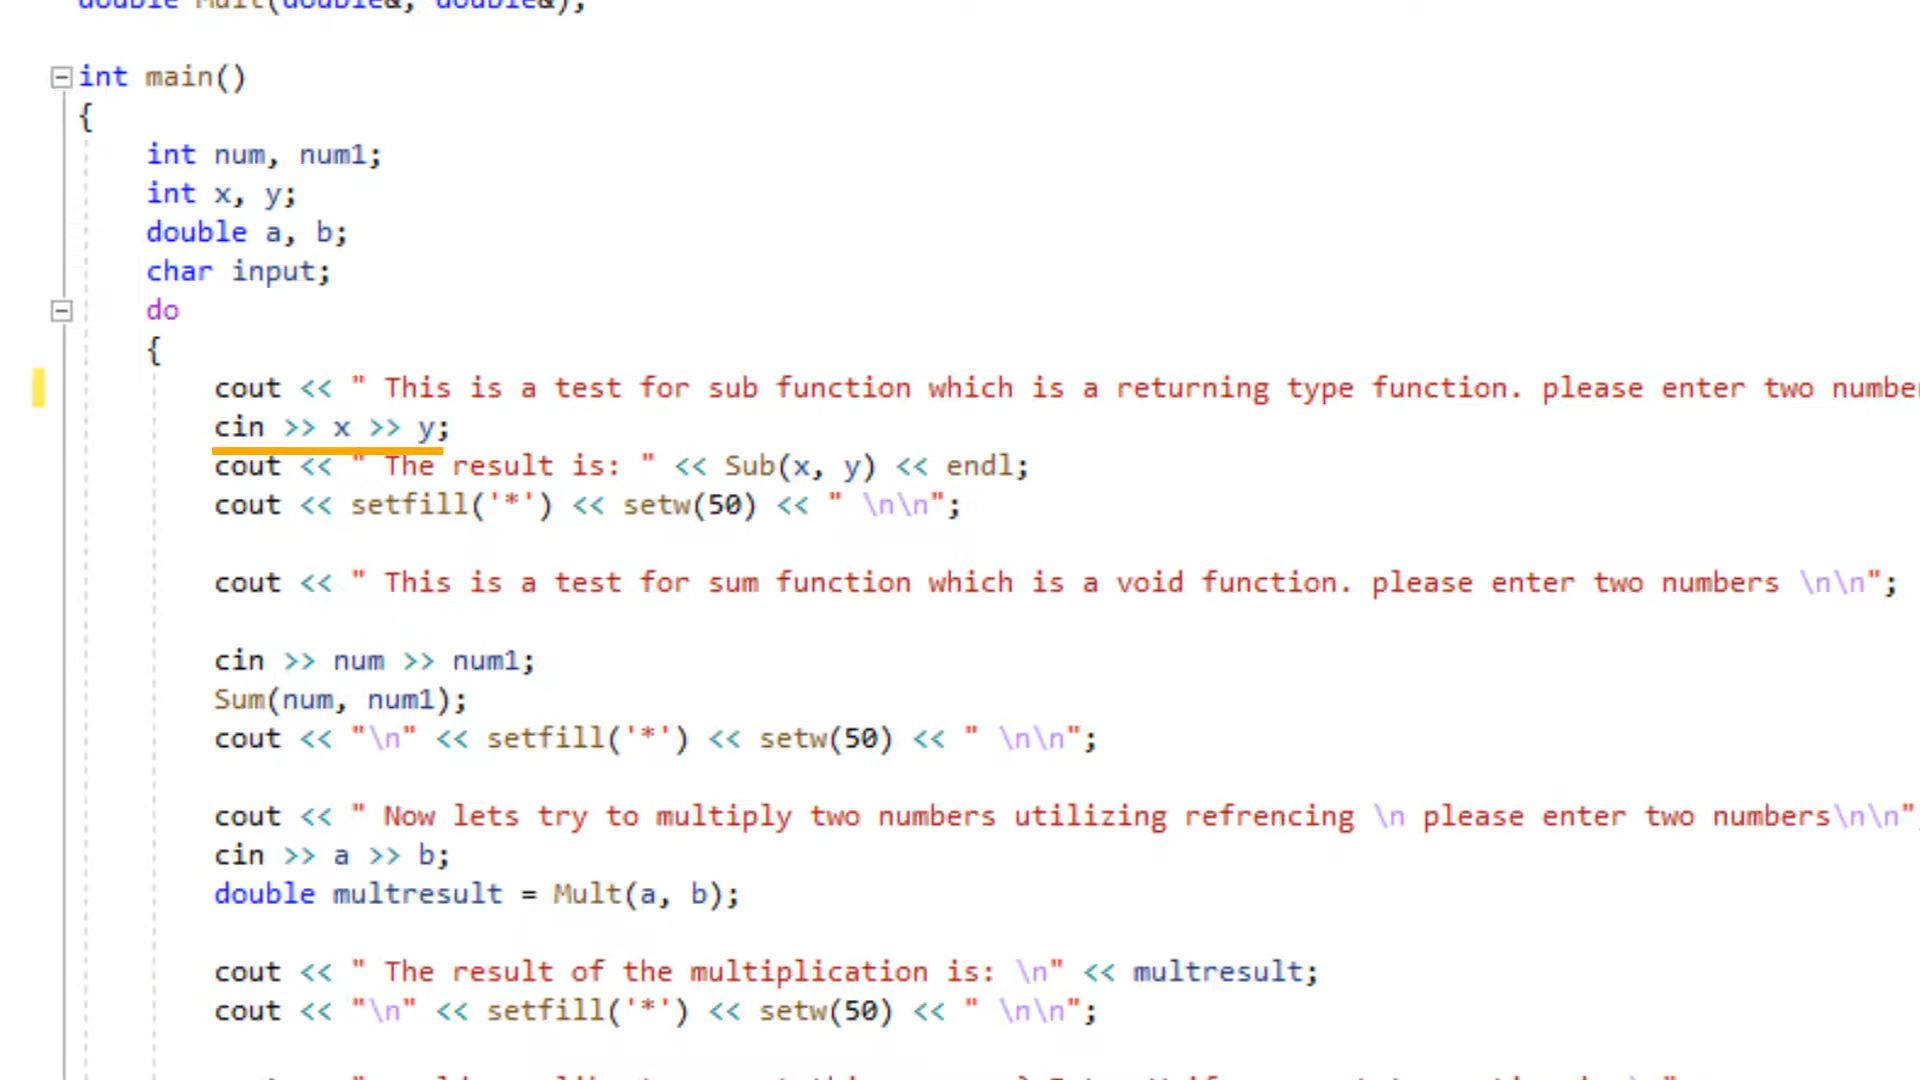 double Mult(double&, double&);
int main()
{
int num, num1;
int x, y;
double a, b;
char input;
do
{
cout << " This is a test for sub function which is a returning type function. please enter two
cin >> x >> y;
cout << " The result is: " << Sub(x, y) << endl;
cout << setfill('*') << setw(50) << " \n\n";
cout << " This is a test for sum function which is a void function. please enter two numbers \n\n";
cin >> num >> num1;
Sum(num, num1);
cout << "\n" << setfill('*') << setw(50) << " \n\n";
cout << " Now lets try to multiply two numbers utilizing refrencing \n please enter two numbers\n\n"
cin >> a >> b;
double multresult = Mult(a, b);
cout << " The result of the multiplication is: \n" << multresult;
cout << "\n" << setfill('*') << setw(50) << " \n\n";